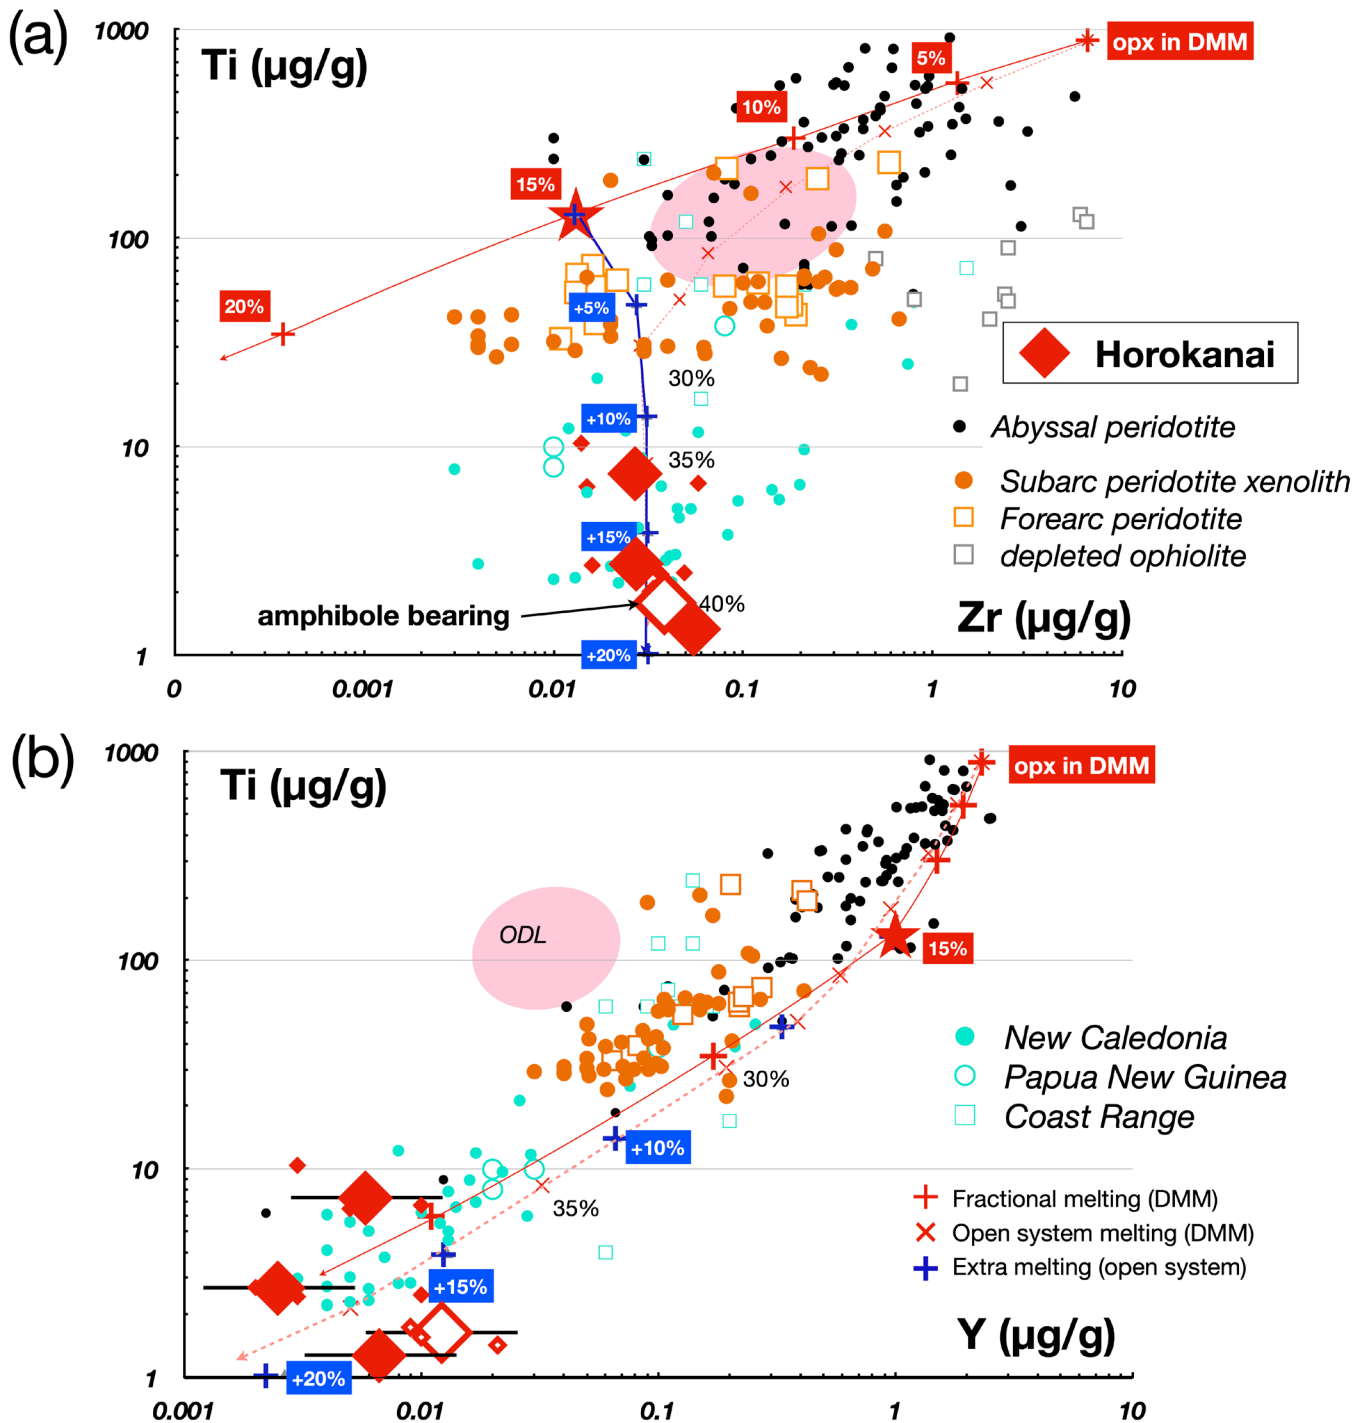 (a)
1000
Ti (µg/g)
opx in DMM
5%
10%
15%
100
20%
+5%
Horokanai
30%
+10%
Abyssal peridotite
10
35%
Subarc peridotite xenolith
Forearc peridotite
+15%
depleted ophiolite
amphibole bearing
40%
Zr (µg/g)
+20%
1
0
0.001
0.01
0.1
1
10
(b)
1000
Ti (µg/g)
opx in DMM
ODL
15%
100
New Caledonia
30%
Papua New Guinea
Coast Range
+10%
10
35%
Fractional melting (DMM)
Open system melting (DMM)
Extra melting (open system)
+15%
Y (µg/g)
+20%
1
0.001
0.01
0.1
1
10